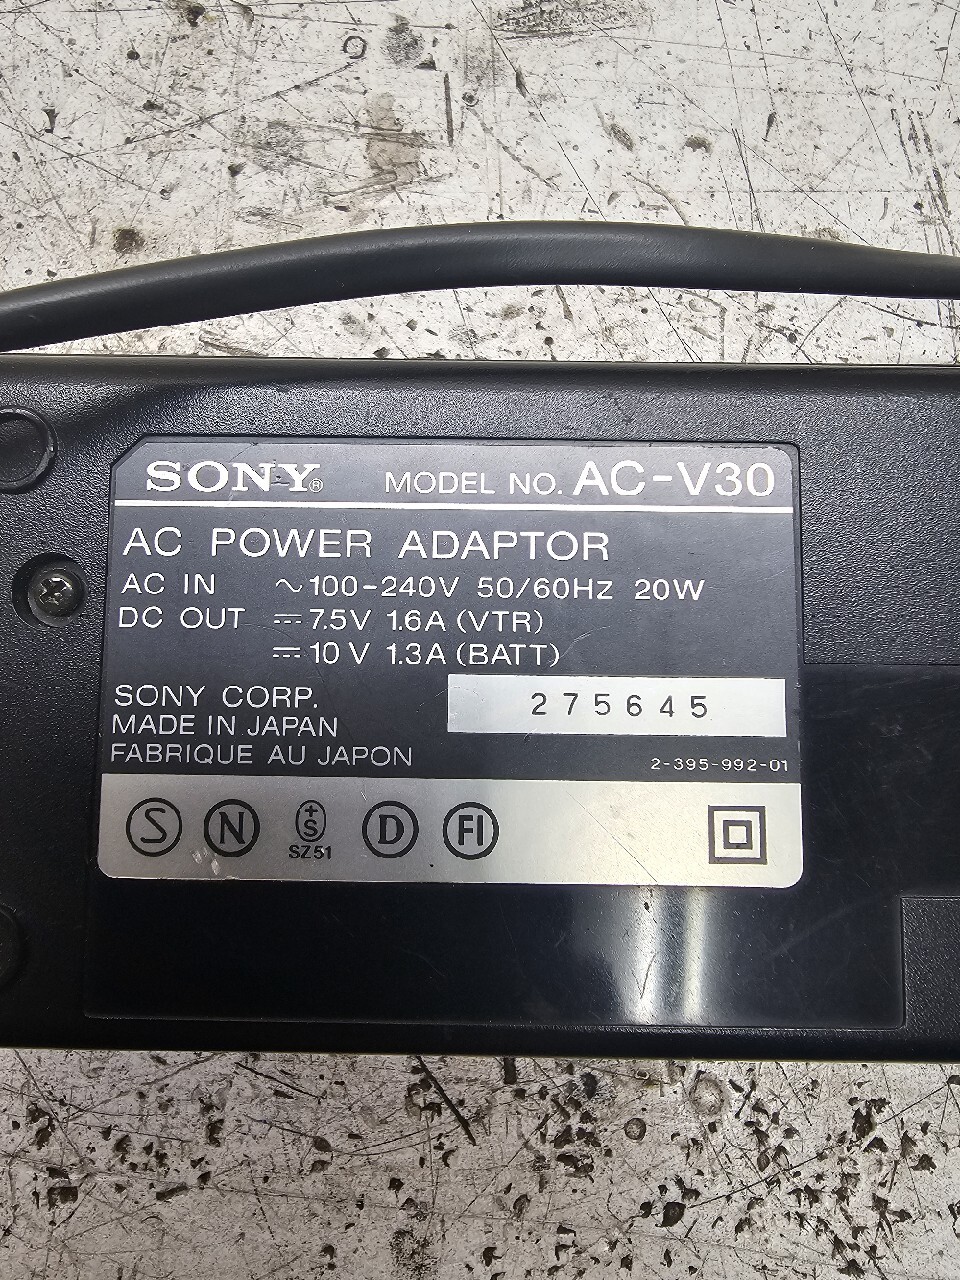 SONY® MODEL NO. AC-V30
AC POWER ADAPTOR
AC IN ~100-240V 50/60HZ 20W
DC OUT ⎓7.5V 1.6A (VTR)
⎓10V 1.3A (BATT)
SONY CORP. 275645
MADE IN JAPAN
FABRIQUE AU JAPON 2-395-992-01
S N +S D FI
SZ51